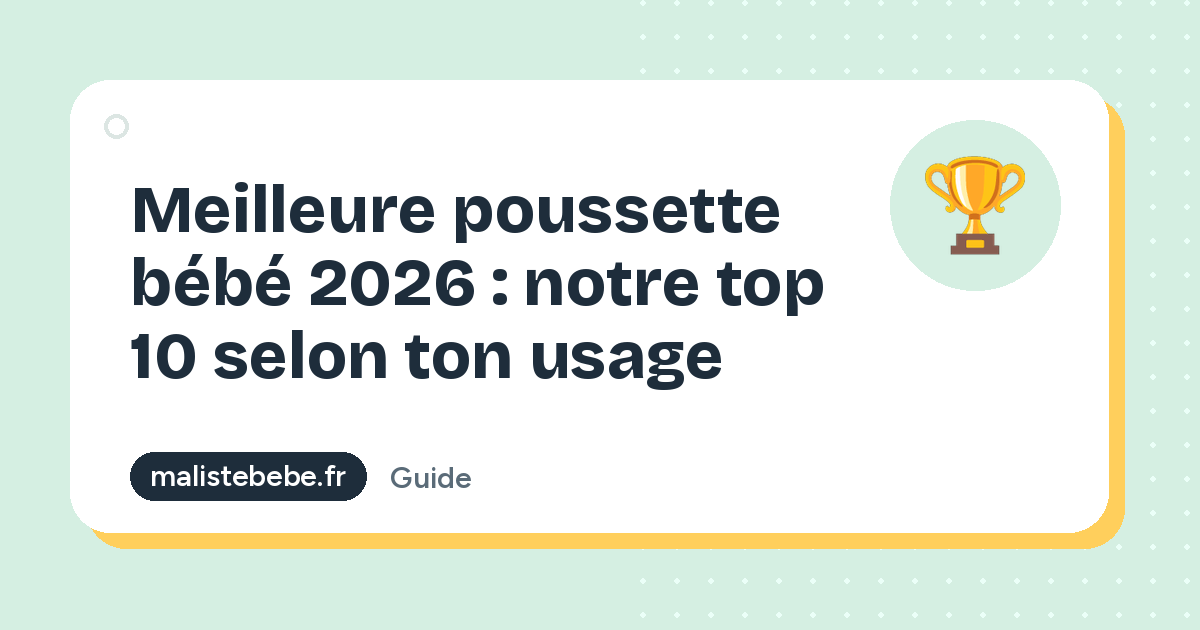 Meilleure poussette
bébé 2026 : notre top
10 selon ton usage
malistebebe.fr
Guide